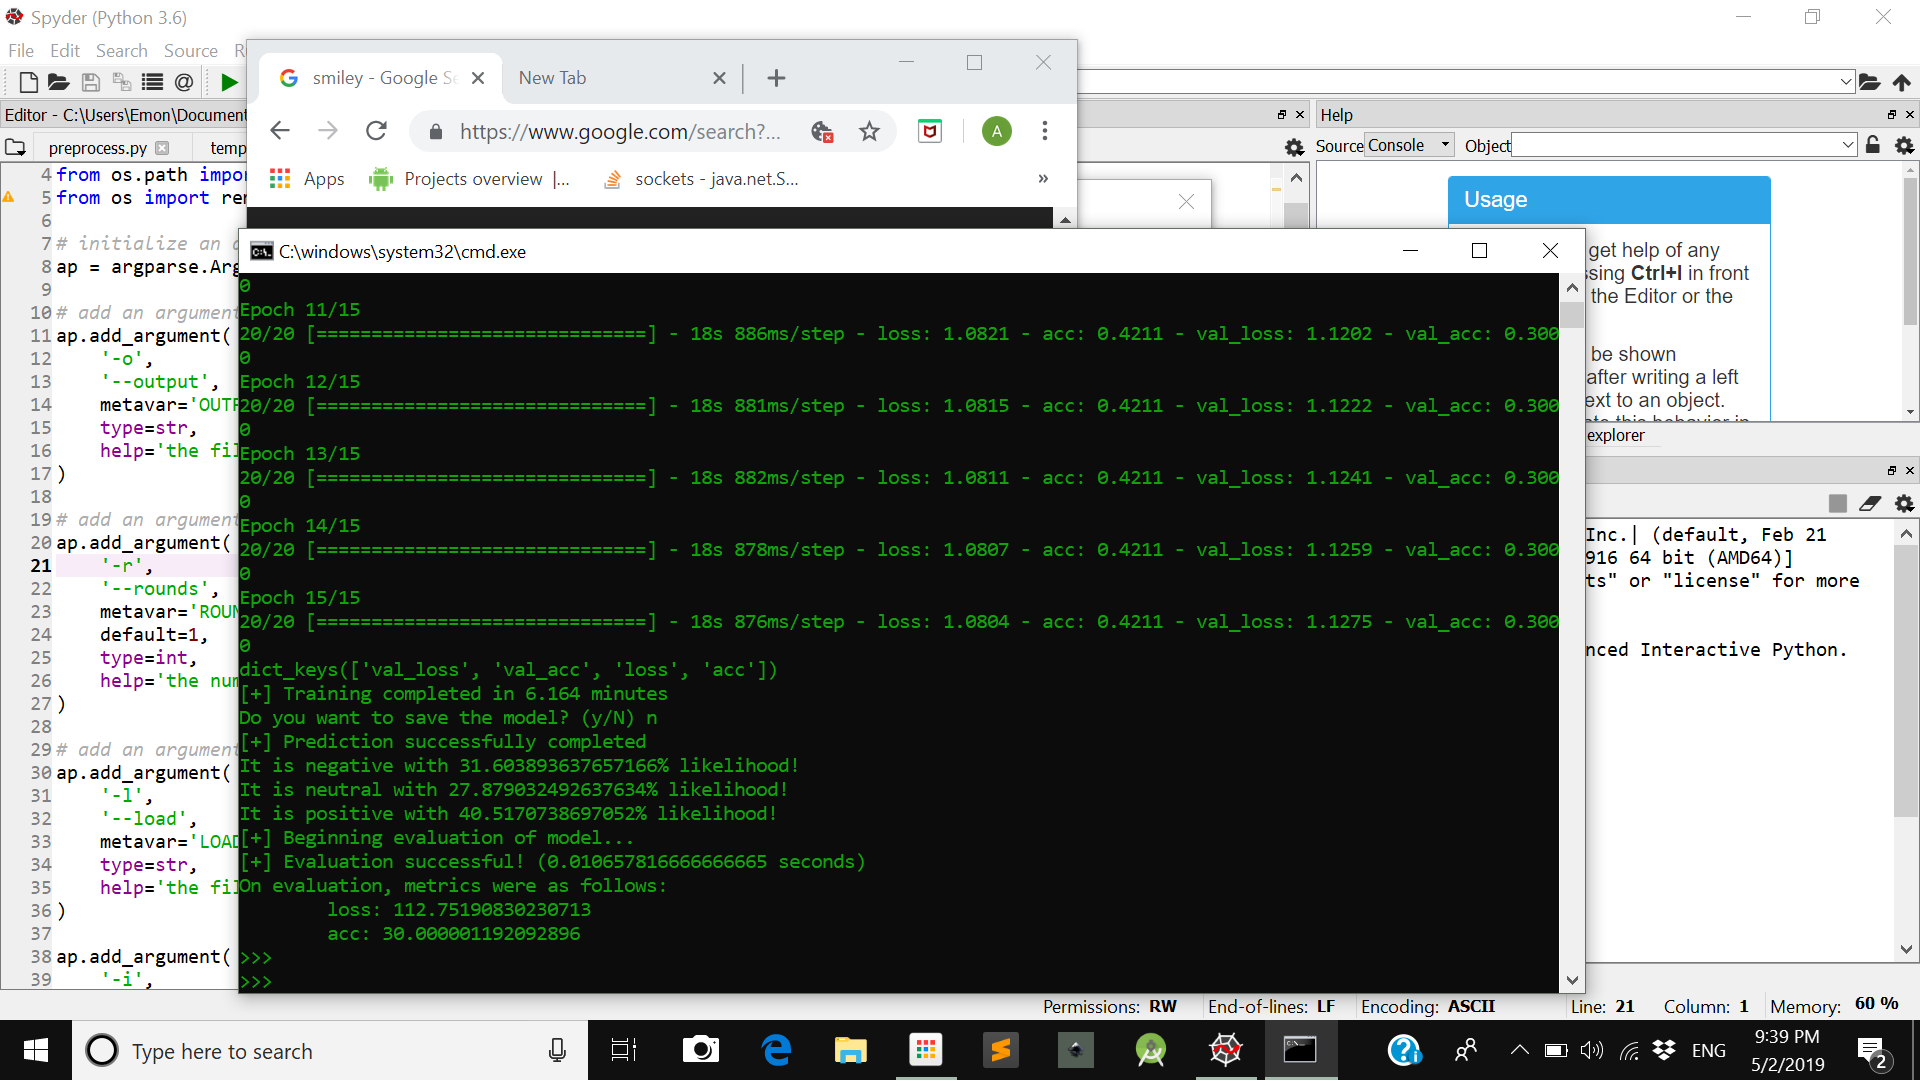 Spyder (Python 3.6)
File Edit Search Source
smiley - Google Se
New Tab
https://www.google.com/search?...
A
Apps
Projects overview |...
sockets - java.net.S...
»
Editor - C:\Users\Emon\Document
preprocess.py
temp
4 from os.path impor
5 from os import re
6
7 # initialize an
8 ap = argparse.Arg
9
10 # add an argument
11 ap.add_argument(
12 '-o',
13 '--output',
14 metavar='OUTP
15 type=str,
16 help='the fil
17 )
18
19 # add an argument
20 ap.add_argument(
21 '-r',
22 '--rounds',
23 metavar='ROUN
24 default=1,
25 type=int,
26 help='the num
27 )
28
29 # add an argument
30 ap.add_argument(
31 '-l',
32 '--load',
33 metavar='LOAD
34 type=str,
35 help='the fil
36 )
37
38 ap.add_argument(
39 '-i',
C:\windows\system32\cmd.exe
0
Epoch 11/15
20/20 [==============================] - 18s 886ms/step - loss: 1.0821 - acc: 0.4211 - val_loss: 1.1202 - val_acc: 0.300
0
Epoch 12/15
20/20 [==============================] - 18s 881ms/step - loss: 1.0815 - acc: 0.4211 - val_loss: 1.1222 - val_acc: 0.300
0
Epoch 13/15
20/20 [==============================] - 18s 882ms/step - loss: 1.0811 - acc: 0.4211 - val_loss: 1.1241 - val_acc: 0.300
0
Epoch 14/15
20/20 [==============================] - 18s 878ms/step - loss: 1.0807 - acc: 0.4211 - val_loss: 1.1259 - val_acc: 0.300
0
Epoch 15/15
20/20 [==============================] - 18s 876ms/step - loss: 1.0804 - acc: 0.4211 - val_loss: 1.1275 - val_acc: 0.300
0
dict_keys(['val_loss', 'val_acc', 'loss', 'acc'])
[+] Training completed in 6.164 minutes
Do you want to save the model? (y/N) n
[+] Prediction successfully completed
It is negative with 31.603893637657166% likelihood!
It is neutral with 27.879032492637634% likelihood!
It is positive with 40.51707386970​52% likelihood!
[+] Beginning evaluation of model...
[+] Evaluation successful! (0.010657816666666665 seconds)
On evaluation, metrics were as follows:
loss: 112.75190830230713
acc: 30.000001192092896
>>>
>>>
Help
Source Console Object
Usage
get help of any
sing Ctrl+I in front
the Editor or the
be shown
after writing a left
ext to an object.
explorer
Inc.| (default, Feb 21
916 64 bit (AMD64)]
ts" or "license" for more
nced Interactive Python.
Permissions: RW End-of-lines: LF Encoding: ASCII Line: 21 Column: 1 Memory: 60 %
Type here to search
ENG
9:39 PM
5/2/2019
2